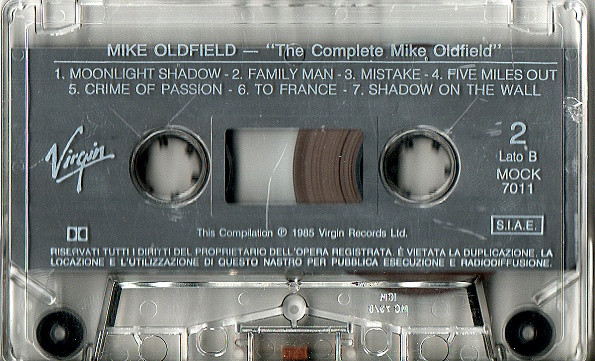 MIKE OLDFIELD — "The Complete Mike Oldfield"
1. MOONLIGHT SHADOW - 2. FAMILY MAN - 3. MISTAKE - 4. FIVE MILES OUT
5. CRIME OF PASSION - 6. TO FRANCE - 7. SHADOW ON THE WALL
Virgin
2
Lato B
MOCK
7011
This Compilation ℗ 1985 Virgin Records Ltd.
S.I.A.E.
RISERVATI TUTTI I DIRITTI DEL PROPRIETARIO DELL'OPERA REGISTRATA. È VIETATA LA DUPLICAZIONE, LA
LOCAZIONE E L'UTILIZZAZIONE DI QUESTO NASTRO PER PUBBLICA ESECUZIONE E RADIODIFFUSIONE.